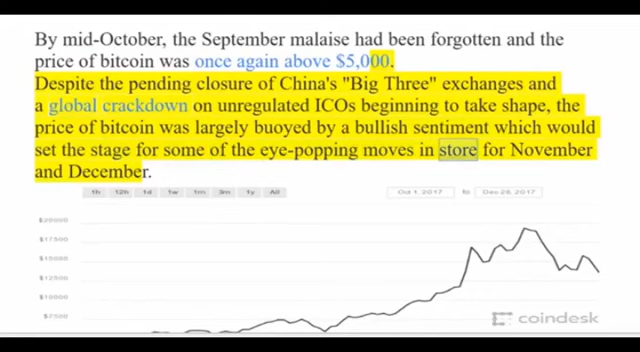 By mid-October, the September malaise had been forgotten and the
price of bitcoin was once again above $5,000.
Despite the pending closure of China's "Big Three" exchanges and
a global crackdown on unregulated ICOs beginning to take shape, the
price of bitcoin was largely buoyed by a bullish sentiment which would
set the stage for some of the eye-popping moves in store for November
and December.
1h 12h 1d 1w 1m 3m 1y All Oct 1, 2017 to Dec 28, 2017
$20000
$17500
$15000
$12500
$10000
$7500
coindesk